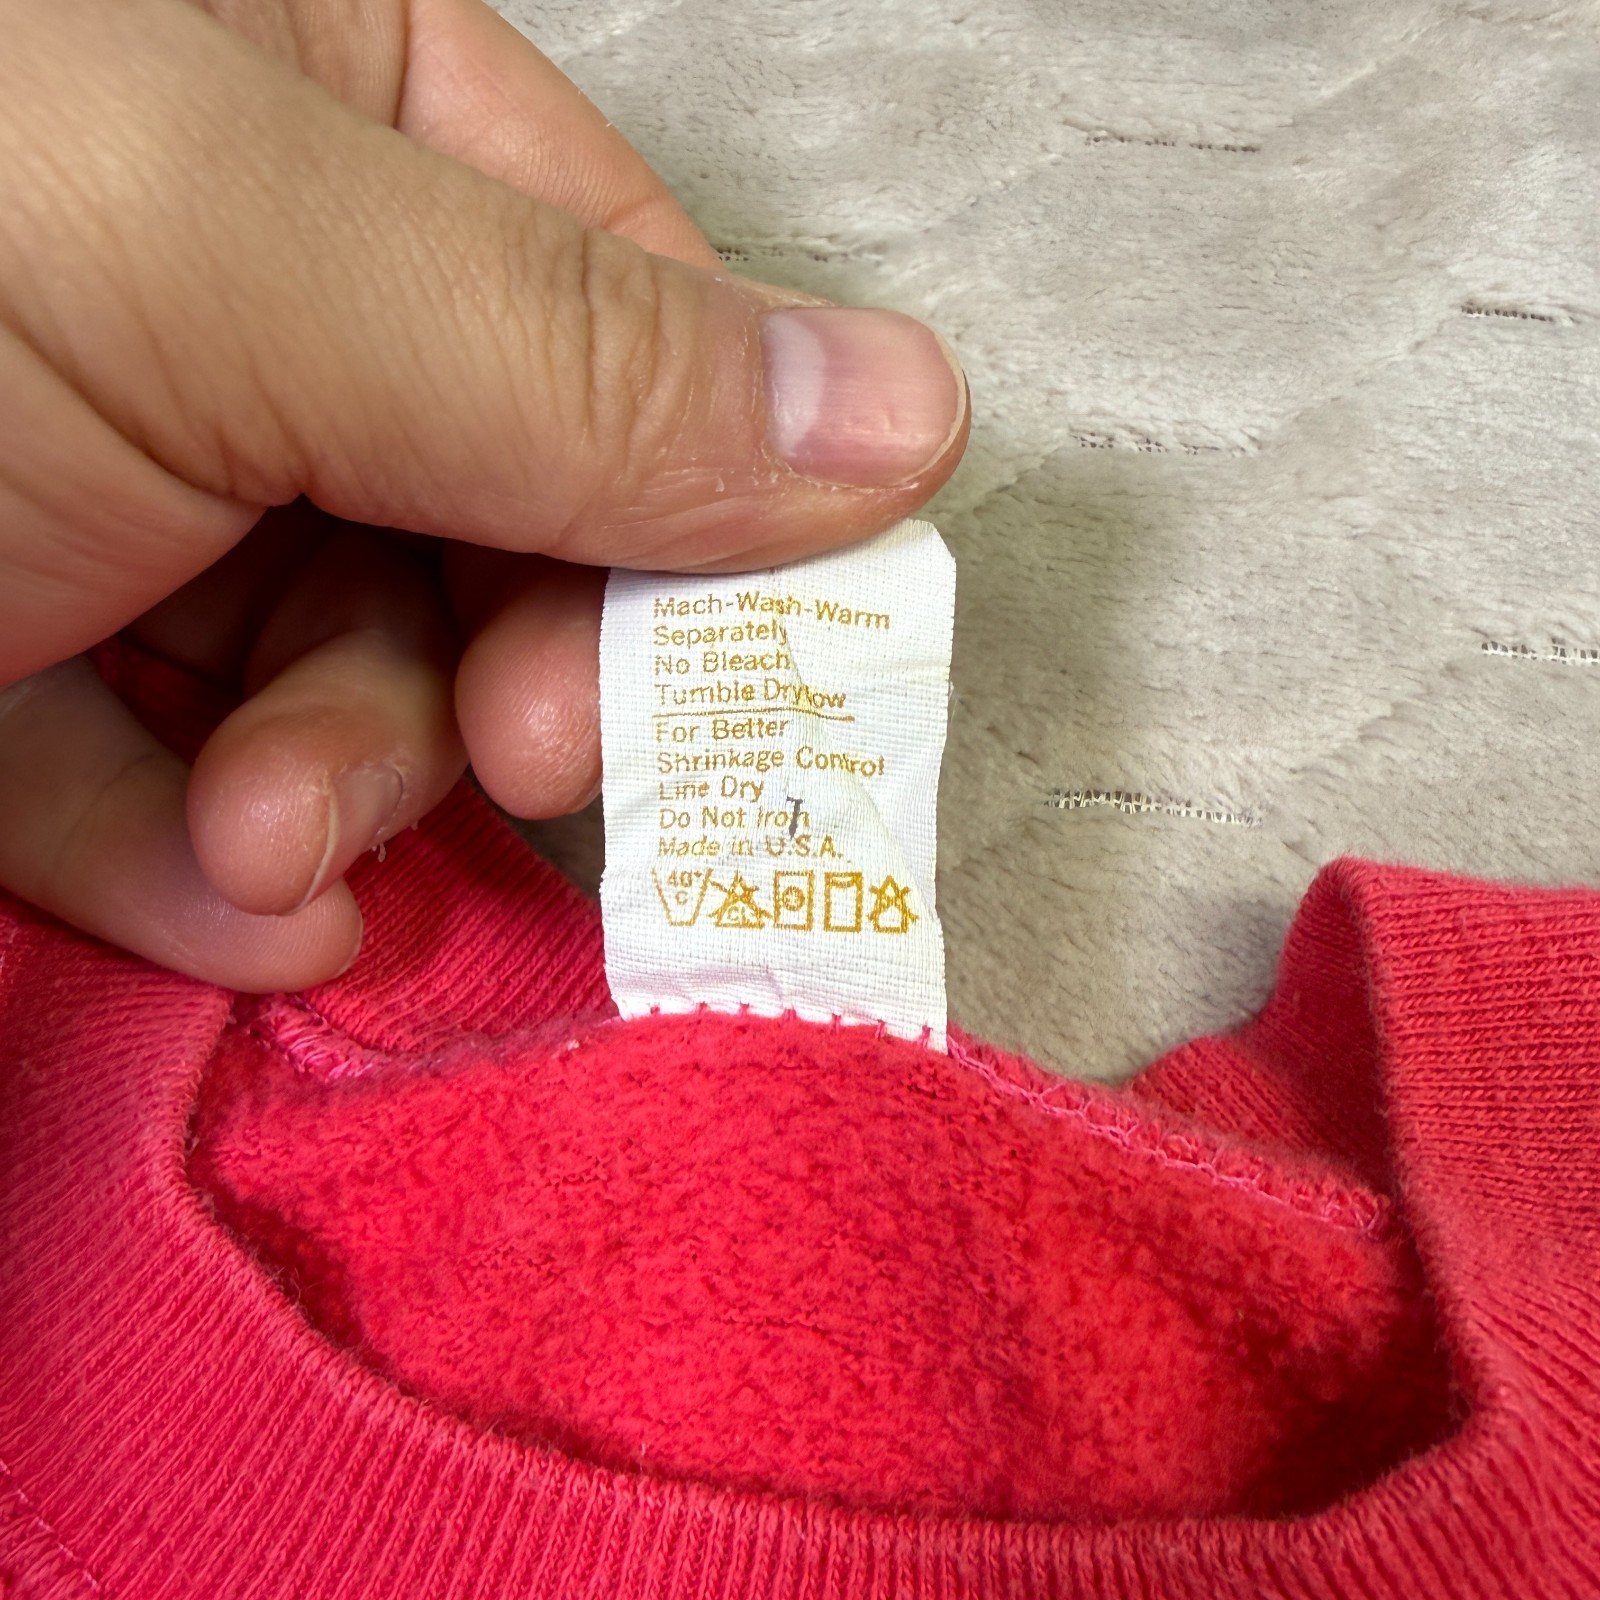 Mach-Wash-Warm
Separately
No Bleach
Tumble Dry Low
For Better
Shrinkage Control
Line Dry
Do Not Iron
Made in U.S.A.
40°
C
CL